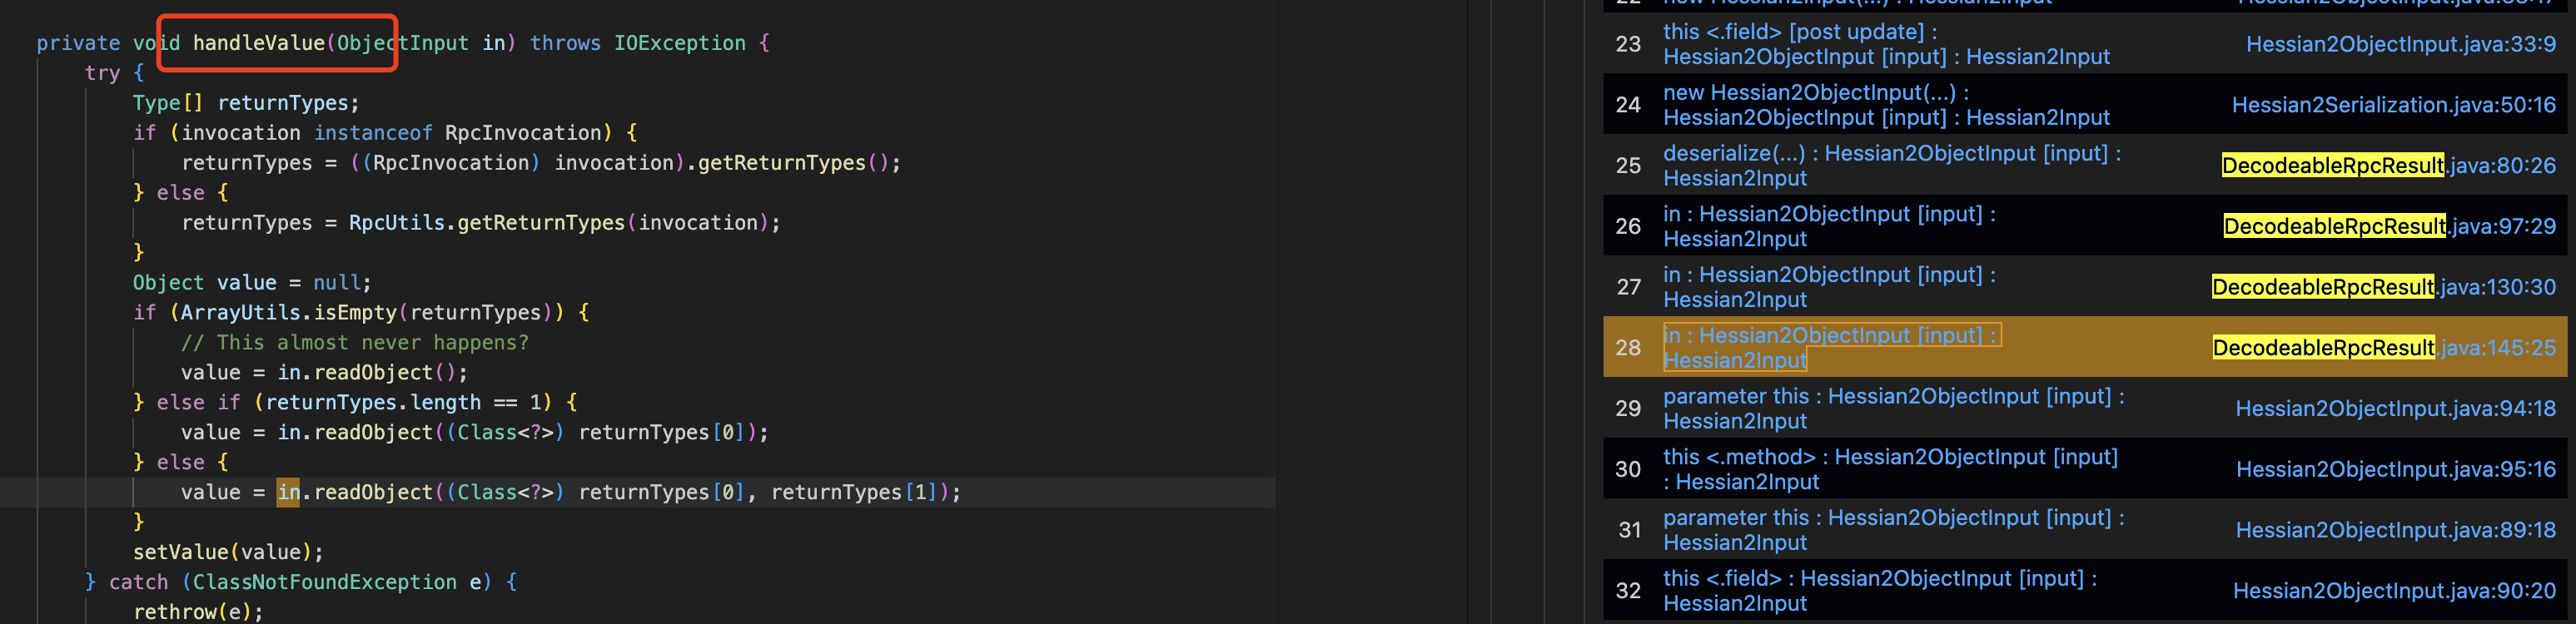 private void handleValue(ObjectInput in) throws IOException {
try {
Type[] returnTypes;
if (invocation instanceof RpcInvocation) {
returnTypes = ((RpcInvocation) invocation).getReturnTypes();
} else {
returnTypes = RpcUtils.getReturnTypes(invocation);
}
Object value = null;
if (ArrayUtils.isEmpty(returnTypes)) {
// This almost never happens?
value = in.readObject();
} else if (returnTypes.length == 1) {
value = in.readObject((Class<?>) returnTypes[0]);
} else {
value = in.readObject((Class<?>) returnTypes[0], returnTypes[1]);
}
setValue(value);
} catch (ClassNotFoundException e) {
rethrow(e);
23 this <.field> [post update] : Hessian2ObjectInput.java:33:9
Hessian2ObjectInput [input] : Hessian2Input
24 new Hessian2ObjectInput(...) : Hessian2Serialization.java:50:16
Hessian2ObjectInput [input] : Hessian2Input
25 deserialize(...) : Hessian2ObjectInput [input] : DecodeableRpcResult.java:80:26
Hessian2Input
26 in : Hessian2ObjectInput [input] : DecodeableRpcResult.java:97:29
Hessian2Input
27 in : Hessian2ObjectInput [input] : DecodeableRpcResult.java:130:30
Hessian2Input
28 in : Hessian2ObjectInput [input] : DecodeableRpcResult.java:145:25
Hessian2Input
29 parameter this : Hessian2ObjectInput [input] : Hessian2ObjectInput.java:94:18
Hessian2Input
30 this <.method> : Hessian2ObjectInput [input] Hessian2ObjectInput.java:95:16
: Hessian2Input
31 parameter this : Hessian2ObjectInput [input] : Hessian2ObjectInput.java:89:18
Hessian2Input
32 this <.field> : Hessian2ObjectInput [input] : Hessian2ObjectInput.java:90:20
Hessian2Input